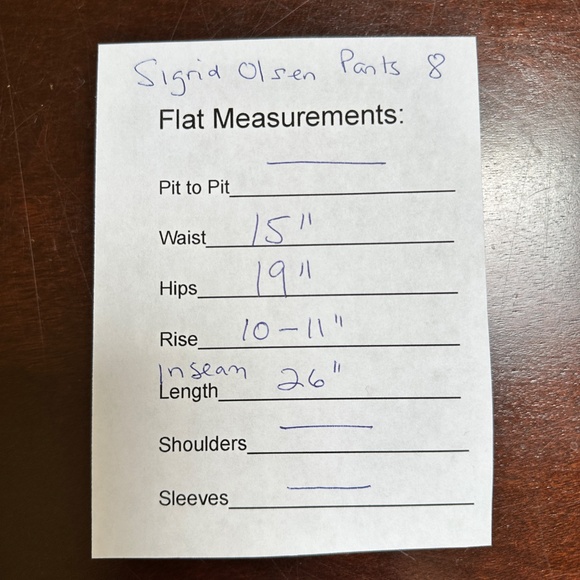 Sigrid Olsen Pants 8
Flat Measurements:
Pit to Pit
Waist 15"
Hips 19"
Rise 10-11"
Insean
Length 26"
Shoulders
Sleeves